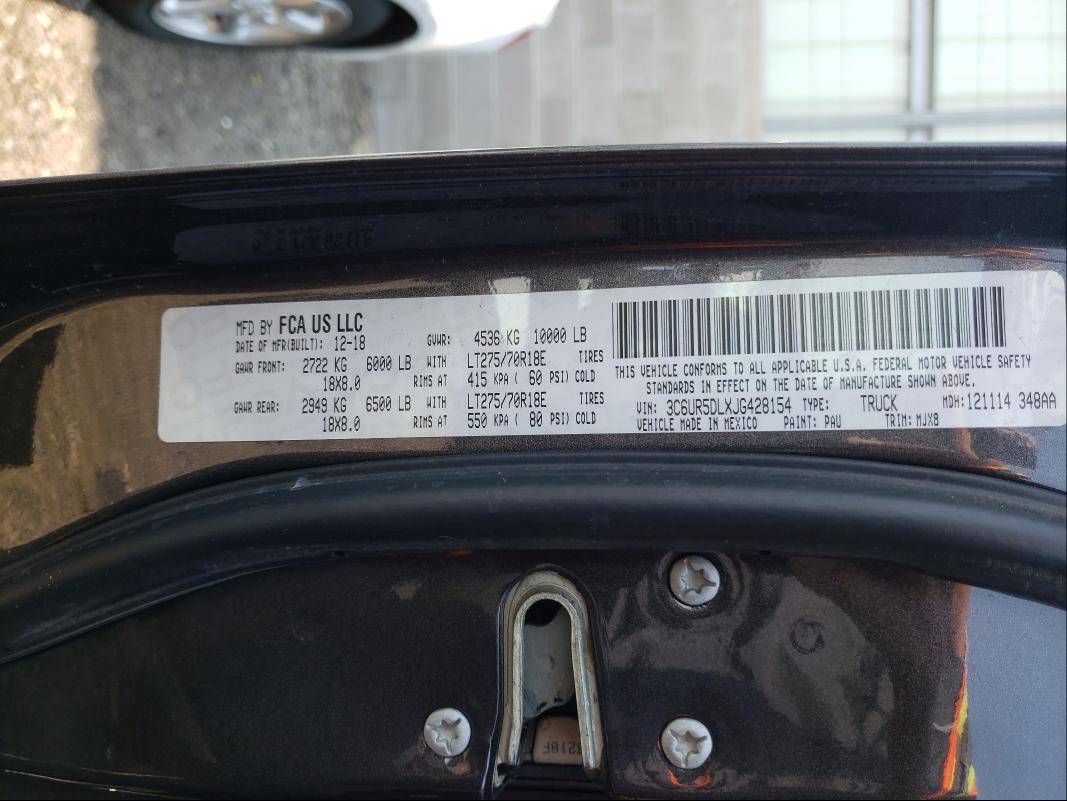 MFD BY FCA US LLC
DATE OF MFR(BUILT): 12-18 GVWR: 4536 KG 10000 LB
GAWR FRONT: 2722 KG 6000 LB WITH LT275/70R18E TIRES
18X8.0 RIMS AT 415 KPA ( 60 PSI) COLD
GAWR REAR: 2949 KG 6500 LB WITH LT275/70R18E TIRES
18X8.0 RIMS AT 550 KPA ( 80 PSI) COLD
THIS VEHICLE CONFORMS TO ALL APPLICABLE U.S.A. FEDERAL MOTOR VEHICLE SAFETY
STANDARDS IN EFFECT ON THE DATE OF MANUFACTURE SHOWN ABOVE.
VIN: 3C6UR5DLXJG428154 TYPE: TRUCK MDH: 121114 348AA
VEHICLE MADE IN MEXICO PAINT: PAU TRIM: MJX8